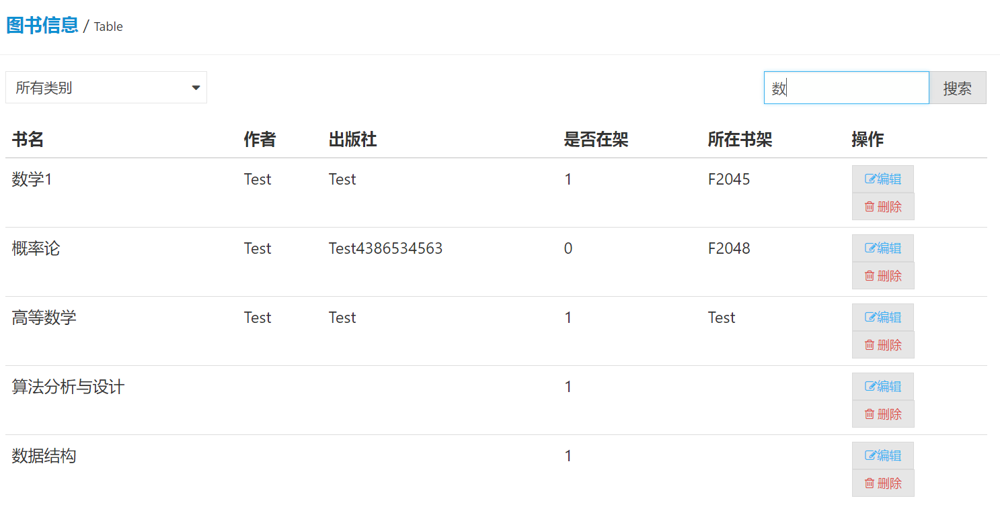 图书信息 / Table
所有类别
数 搜索
书名 作者 出版社 是否在架 所在书架 操作
数学1 Test Test 1 F2045 编辑
删除
概率论 Test Test4386534563 0 F2048 编辑
删除
高等数学 Test Test 1 Test 编辑
删除
算法分析与设计 1 编辑
删除
数据结构 1 编辑
删除